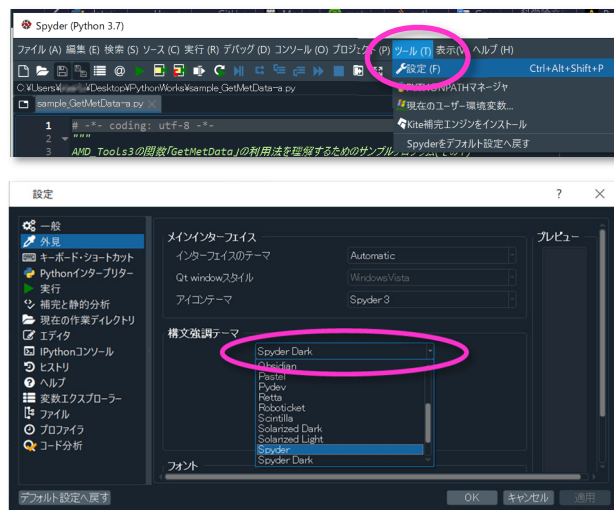 Spyder (Python 3.7)
ファイル (A) 編集 (E) 検索 (S) ソース (C) 実行 (R) デバッグ (D) コンソール (O) プロジェクト (P) ツール (T) 表示(V) ヘルプ (H)
設定 (F) Ctrl+Alt+Shift+P
C:¥Users¥ ¥Desktop¥PythonWorks¥sample_GetMetData-a.py
PYTHONPATHマネージャ
sample_GetMetData-a.py
現在のユーザー環境変数...
1 # -*- coding: utf-8 -*-
Kite補完エンジンをインストール
2 """
Spyderをデフォルト設定へ戻す
3 AMD_Tools3の関数「GetMetData」の利用法を理解するためのサンプルプログラム(その1)
設定
? ×
一般
外見
キーボード・ショートカット
Pythonインタープリター
実行
補完と静的分析
現在の作業ディレクトリ
エディタ
IPythonコンソール
ヒストリ
ヘルプ
変数エクスプローラー
ファイル
プロファイラ
コード分析
メインインターフェイス
インターフェイスのテーマ Automatic
Qt windowスタイル WindowsVista
アイコンテーマ Spyder 3
構文強調テーマ
Spyder Dark
Obsidian
Pastel
Pydev
Retta
Roboticket
Scintilla
Solarized Dark
Solarized Light
Spyder
Spyder Dark
フォント
プレビュー
デフォルト設定へ戻す
OK キャンセル 適用